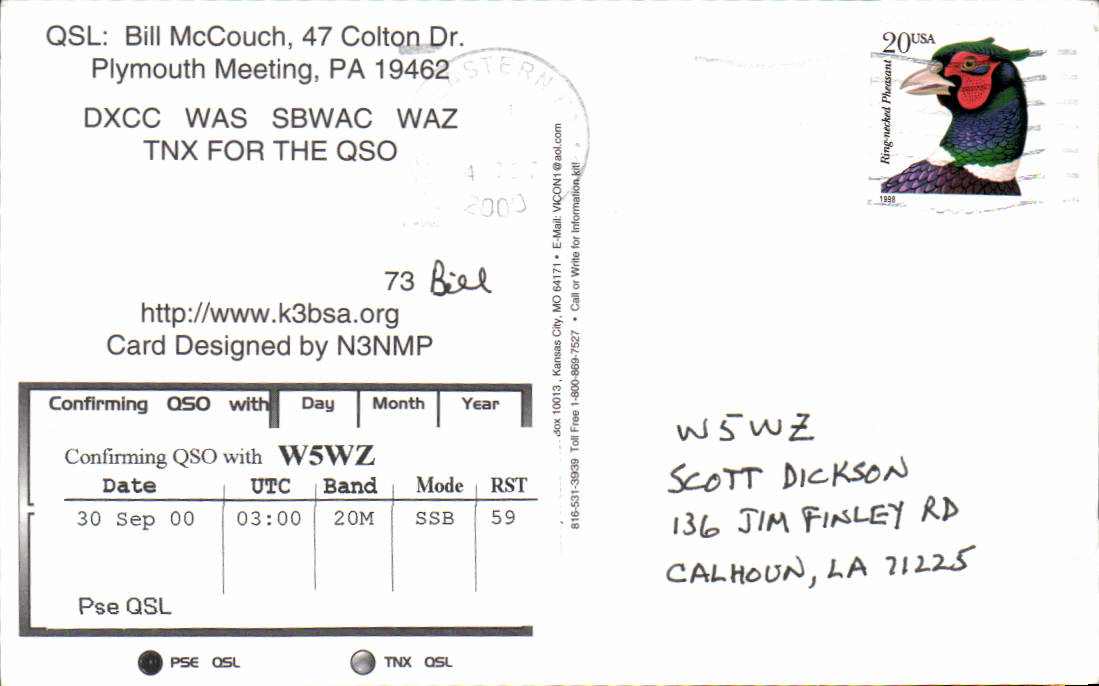 QSL: Bill McCouch, 47 Colton Dr.
Plymouth Meeting, PA 19462
DXCC WAS SBWAC WAZ
TNX FOR THE QSO
73 Bill
http://www.k3bsa.org
Card Designed by N3NMP
Confirming QSO with Day Month Year
Confirming QSO with W5WZ
Date UTC Band Mode RST
30 Sep 00 03:00 20M SSB 59
Pse QSL
PSE QSL TNX QSL
Box 10013, Kansas City, MO 64171 • E-Mail: VICON1@aol.com
816-531-3939 Toll Free 1-800-869-7527 • Call or Write for Information kit!
EASTERN
2000
20USA
Ring-necked Pheasant
1998
W5WZ
SCOTT DICKSON
136 JIM FINLEY RD
CALHOUN, LA 71225